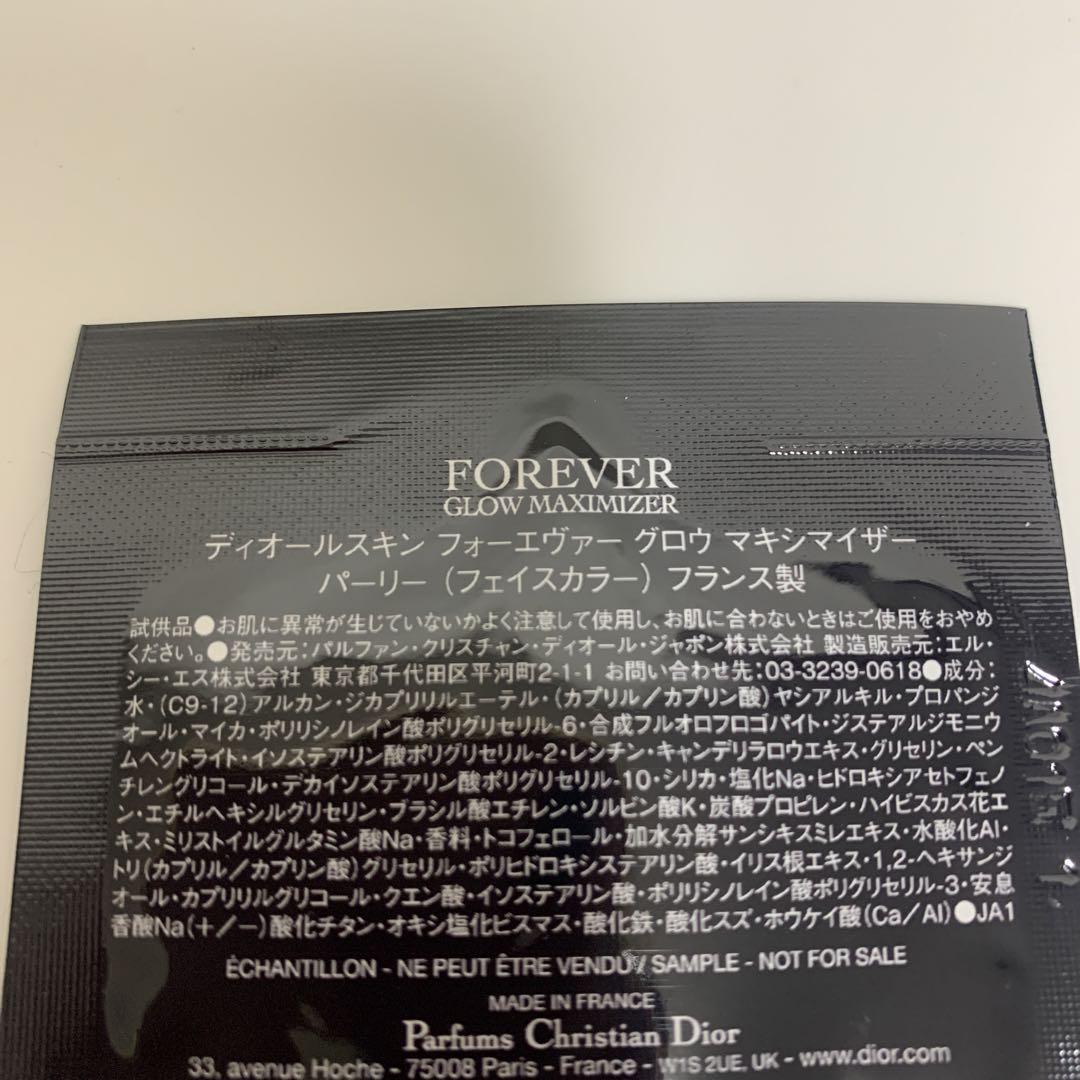 FOREVER
GLOW MAXIMIZER
ディオールスキン フォーエヴァー グロウ マキシマイザー
パーリー（フェイスカラー）フランス製
試供品●お肌に異常が生じていないかよく注意して使用し、お肌に合わないときはご使用をおやめ
ください。●発売元：パルファン・クリスチャン・ディオール・ジャポン株式会社 製造販売元：エル・
シー・エス株式会社 東京都千代田区平河町2-1-1 お問い合わせ先：03-3239-0618●成分：
水・(C9-12)アルカン・ジカプリリルエーテル・(カプリル/カプリン酸)ヤシアルキル・プロパンジ
オール・マイカ・ポリリシノレイン酸ポリグリセリル-6・合成フルオロフロゴパイト・ジステアルジモニウ
ムヘクトライト・イソステアリン酸ポリグリセリル-2・レシチン・キャンデリラロウエキス・グリセリン・ペン
チレングリコール・デカイソステアリン酸ポリグリセリル-10・シリカ・塩化Na・ヒドロキシアセトフェノ
ン・エチルヘキシルグリセリン・ブラシル酸エチレン・ソルビン酸K・炭酸プロピレン・ハイビスカス花エ
キス・ミリストイルグルタミン酸Na・香料・トコフェロール・加水分解サンシキスミレエキス・水酸化Al・
トリ(カプリル/カプリン酸)グリセリル・ポリヒドロキシステアリン酸・イリス根エキス・1,2-ヘキサンジ
オール・カプリリルグリコール・クエン酸・イソステアリン酸・ポリリシノレイン酸ポリグリセリル-3・安息
香酸Na(+/−)酸化チタン・オキシ塩化ビスマス・酸化鉄・酸化スズ・ホウケイ酸(Ca/Al)●JA1
ÉCHANTILLON - NE PEUT ÊTRE VENDU / SAMPLE - NOT FOR SALE
MADE IN FRANCE
Parfums Christian Dior
33, avenue Hoche - 75008 Paris - France - W1S 2UE, UK - www.dior.com